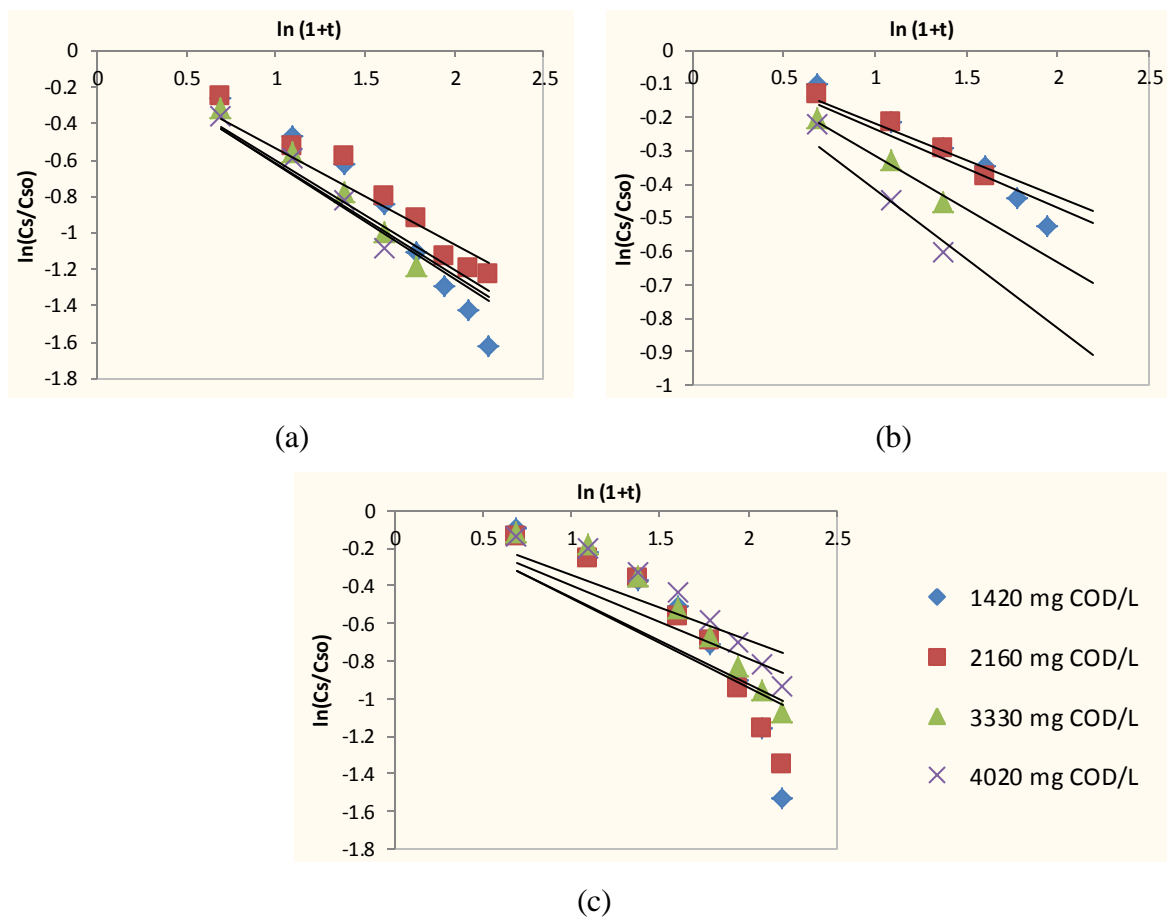 ln (1+t)
0
0 0.5 1 1.5 2 2.5
-0.2
-0.4
-0.6
-0.8
-1
-1.2
-1.4
-1.6
-1.8
ln(Cs/Cso)
(a)
ln (1+t)
0
0 0.5 1 1.5 2 2.5
-0.1
-0.2
-0.3
-0.4
-0.5
-0.6
-0.7
-0.8
-0.9
-1
ln(Cs/Cso)
(b)
ln (1+t)
0
0 0.5 1 1.5 2 2.5
-0.2
-0.4
-0.6
-0.8
-1
-1.2
-1.4
-1.6
-1.8
ln(Cs/Cso)
1420 mg COD/L
2160 mg COD/L
3330 mg COD/L
4020 mg COD/L
(c)